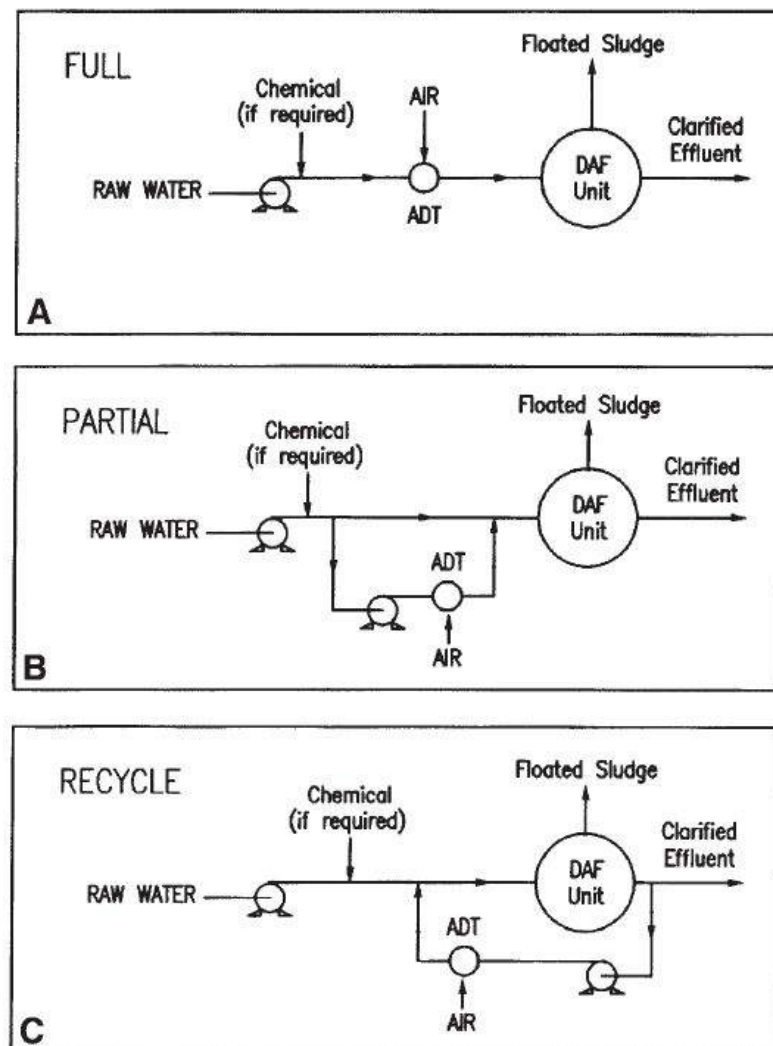 FULL
Floated Sludge
Chemical
(if required)
AIR
Clarified
Effluent
RAW WATER
DAF
Unit
ADT
A
PARTIAL
Floated Sludge
Chemical
(if required)
Clarified
Effluent
RAW WATER
DAF
Unit
ADT
AIR
B
RECYCLE
Floated Sludge
Chemical
(if required)
Clarified
Effluent
RAW WATER
DAF
Unit
ADT
AIR
C